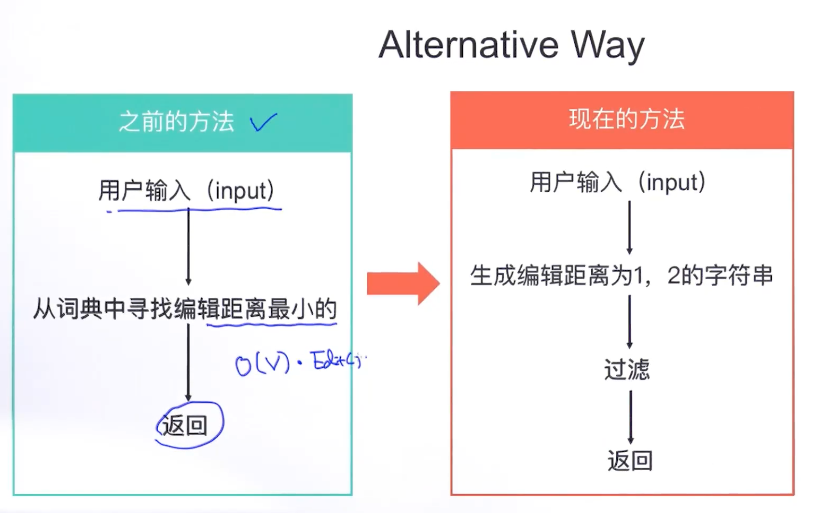 Alternative Way
之前的方法
用户输入（input）
从词典中寻找编辑距离最小的
O(V)·
返回
现在的方法
用户输入（input）
生成编辑距离为1，2的字符串
过滤
返回